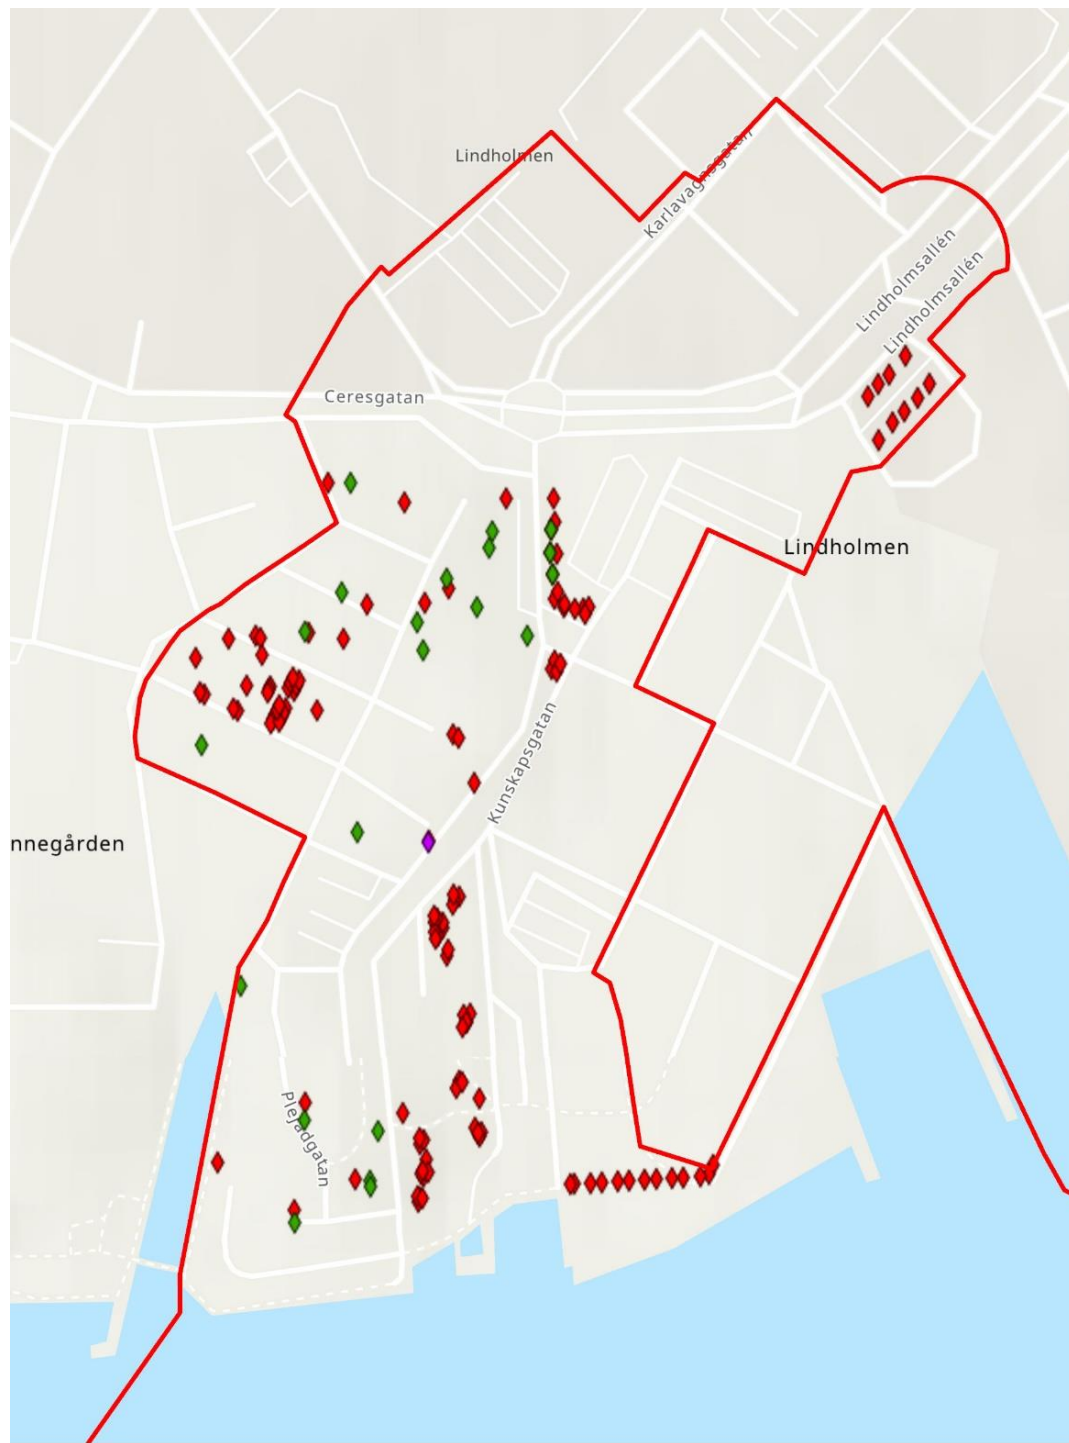 Lindholmen
Karlavagnsgatan
Lindholmsallén
Lindholmsallén
Ceresgatan
Lindholmen
Kunskapsgatan
nnegården
Plejadgatan